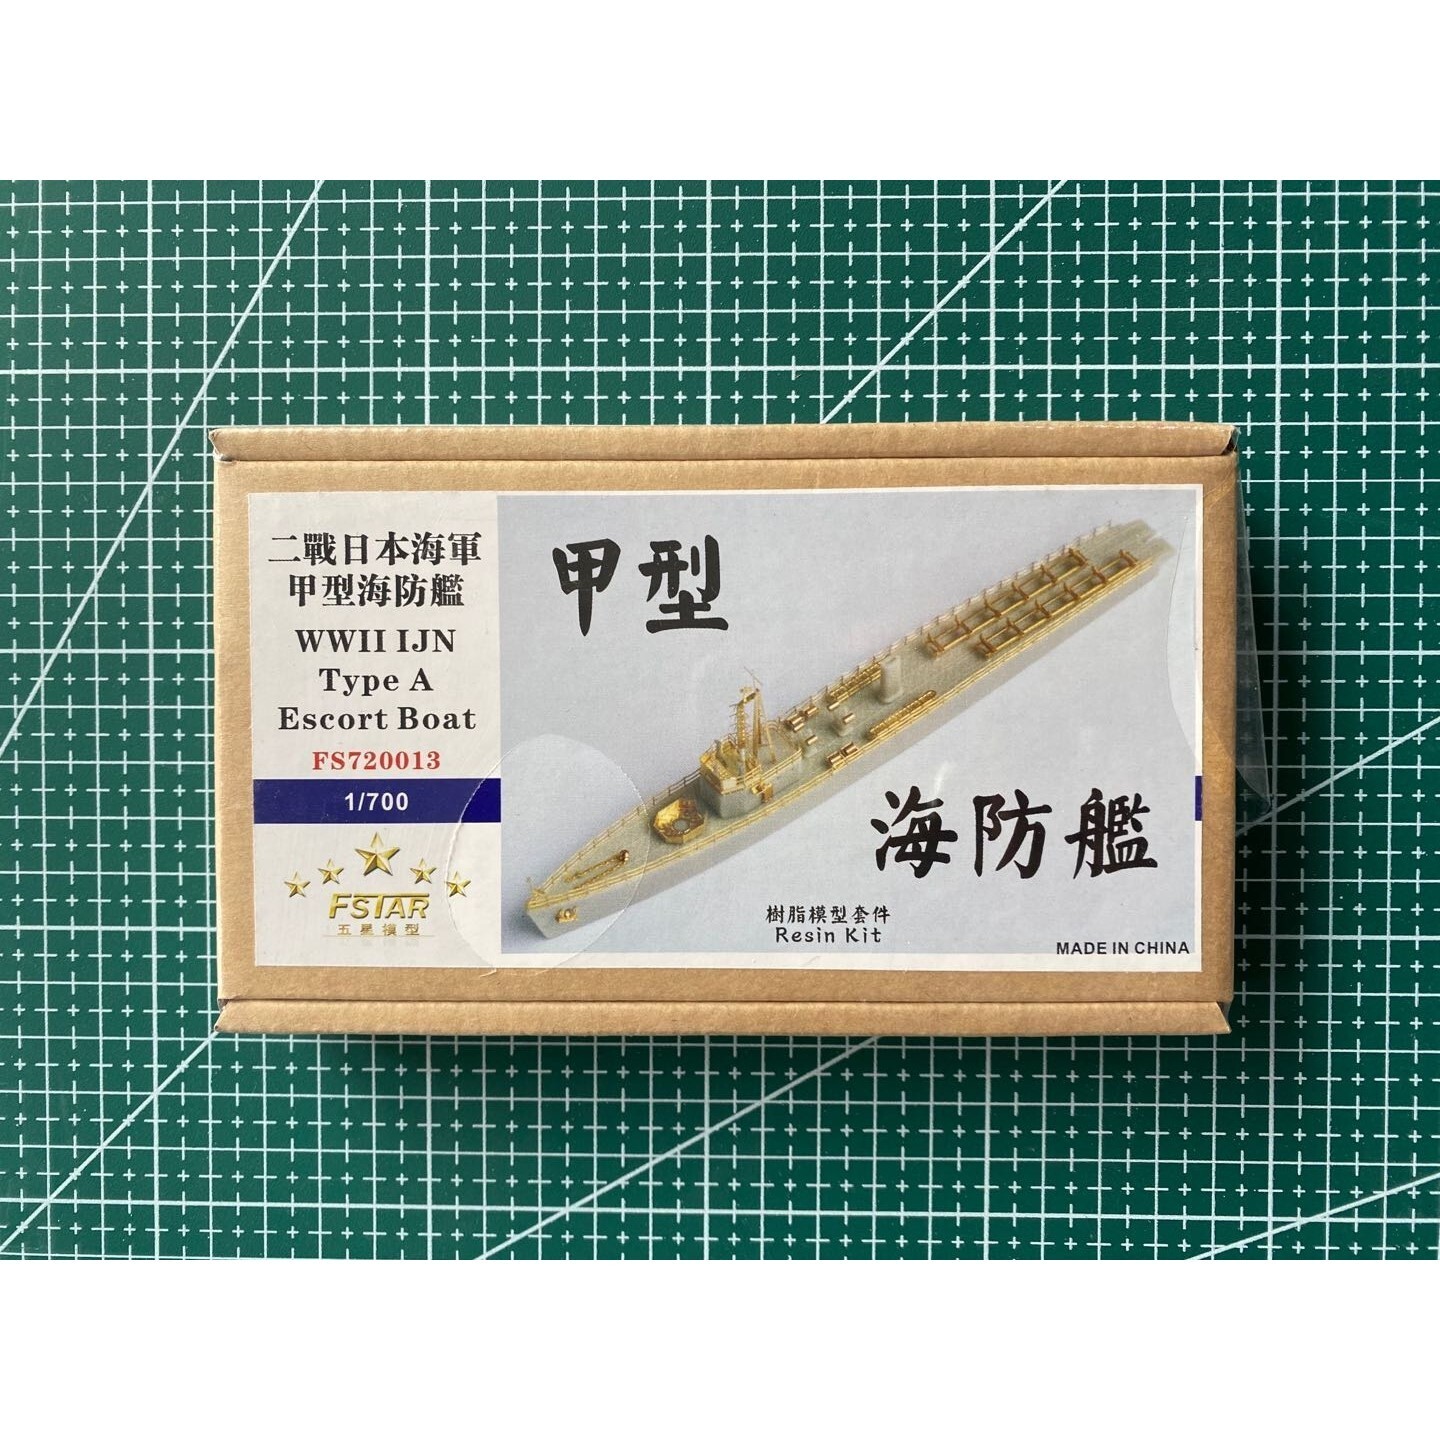 二戰日本海軍
甲型海防艦
WWII IJN
Type A
Escort Boat
FS720013
1/700
FSTAR
五星模型
甲型
海防艦
樹脂模型套件
Resin Kit
MADE IN CHINA